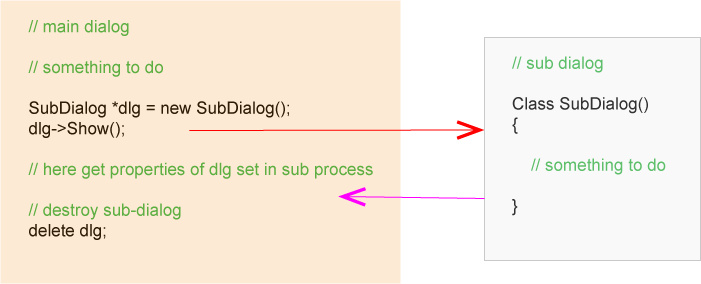 // main dialog
// something to do
SubDialog *dlg = new SubDialog();
dlg->Show();
// here get properties of dlg set in sub process
// destroy sub-dialog
delete dlg;
// sub dialog
Class SubDialog()
{
// something to do
}